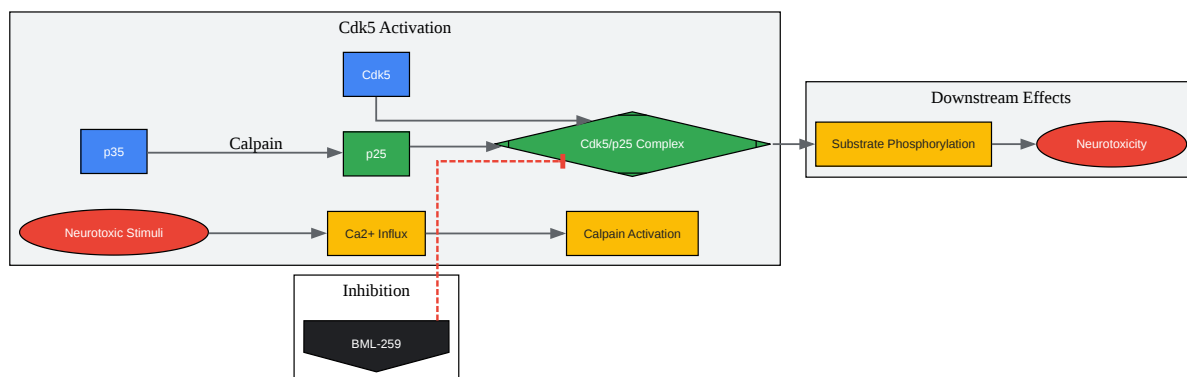 Cdk5 Activation
Cdk5
p35
Calpain
p25
Cdk5/p25 Complex
Neurotoxic Stimuli
Ca2+ Influx
Calpain Activation
Downstream Effects
Substrate Phosphorylation
Neurotoxicity
Inhibition
BML-259